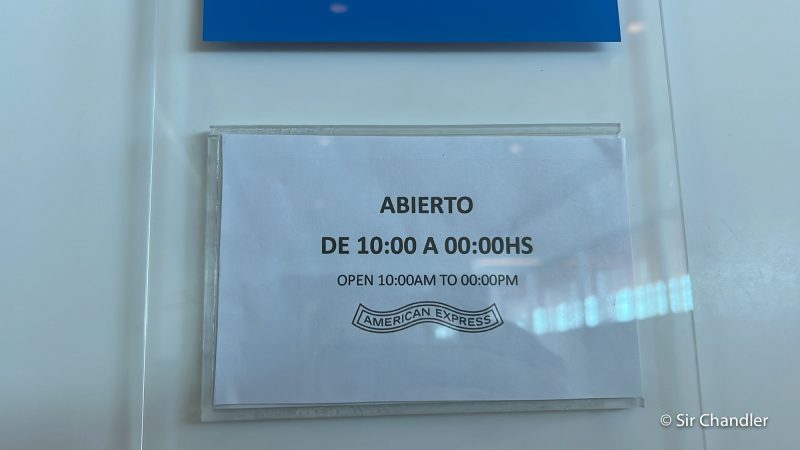 ABIERTO
DE 10:00 A 00:00HS
OPEN 10:00AM TO 00:00PM
AMERICAN EXPRESS
© Sir Chandler